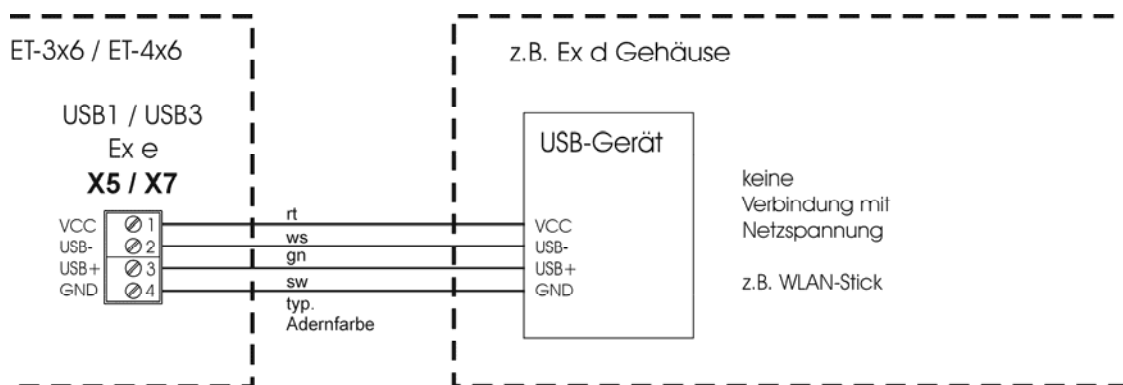 ET-3x6 / ET-4x6
USB1 / USB3
Ex e
X5 / X7
VCC 1
USB- 2
USB+ 3
GND 4
rt
ws
gn
sw
typ.
Adernfarbe
z.B. Ex d Gehäuse
USB-Gerät
VCC
USB-
USB+
GND
keine
Verbindung mit
Netzspannung
z.B. WLAN-Stick